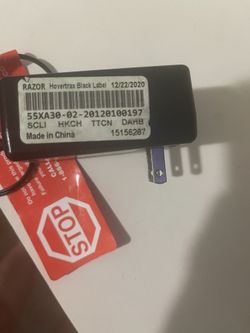 RAZOR Hovertrax Black Label 12/22/2020
55XA30-02-20120100197
SCLI HKCH TTCN DAHB
Made in China 15156287
STOP